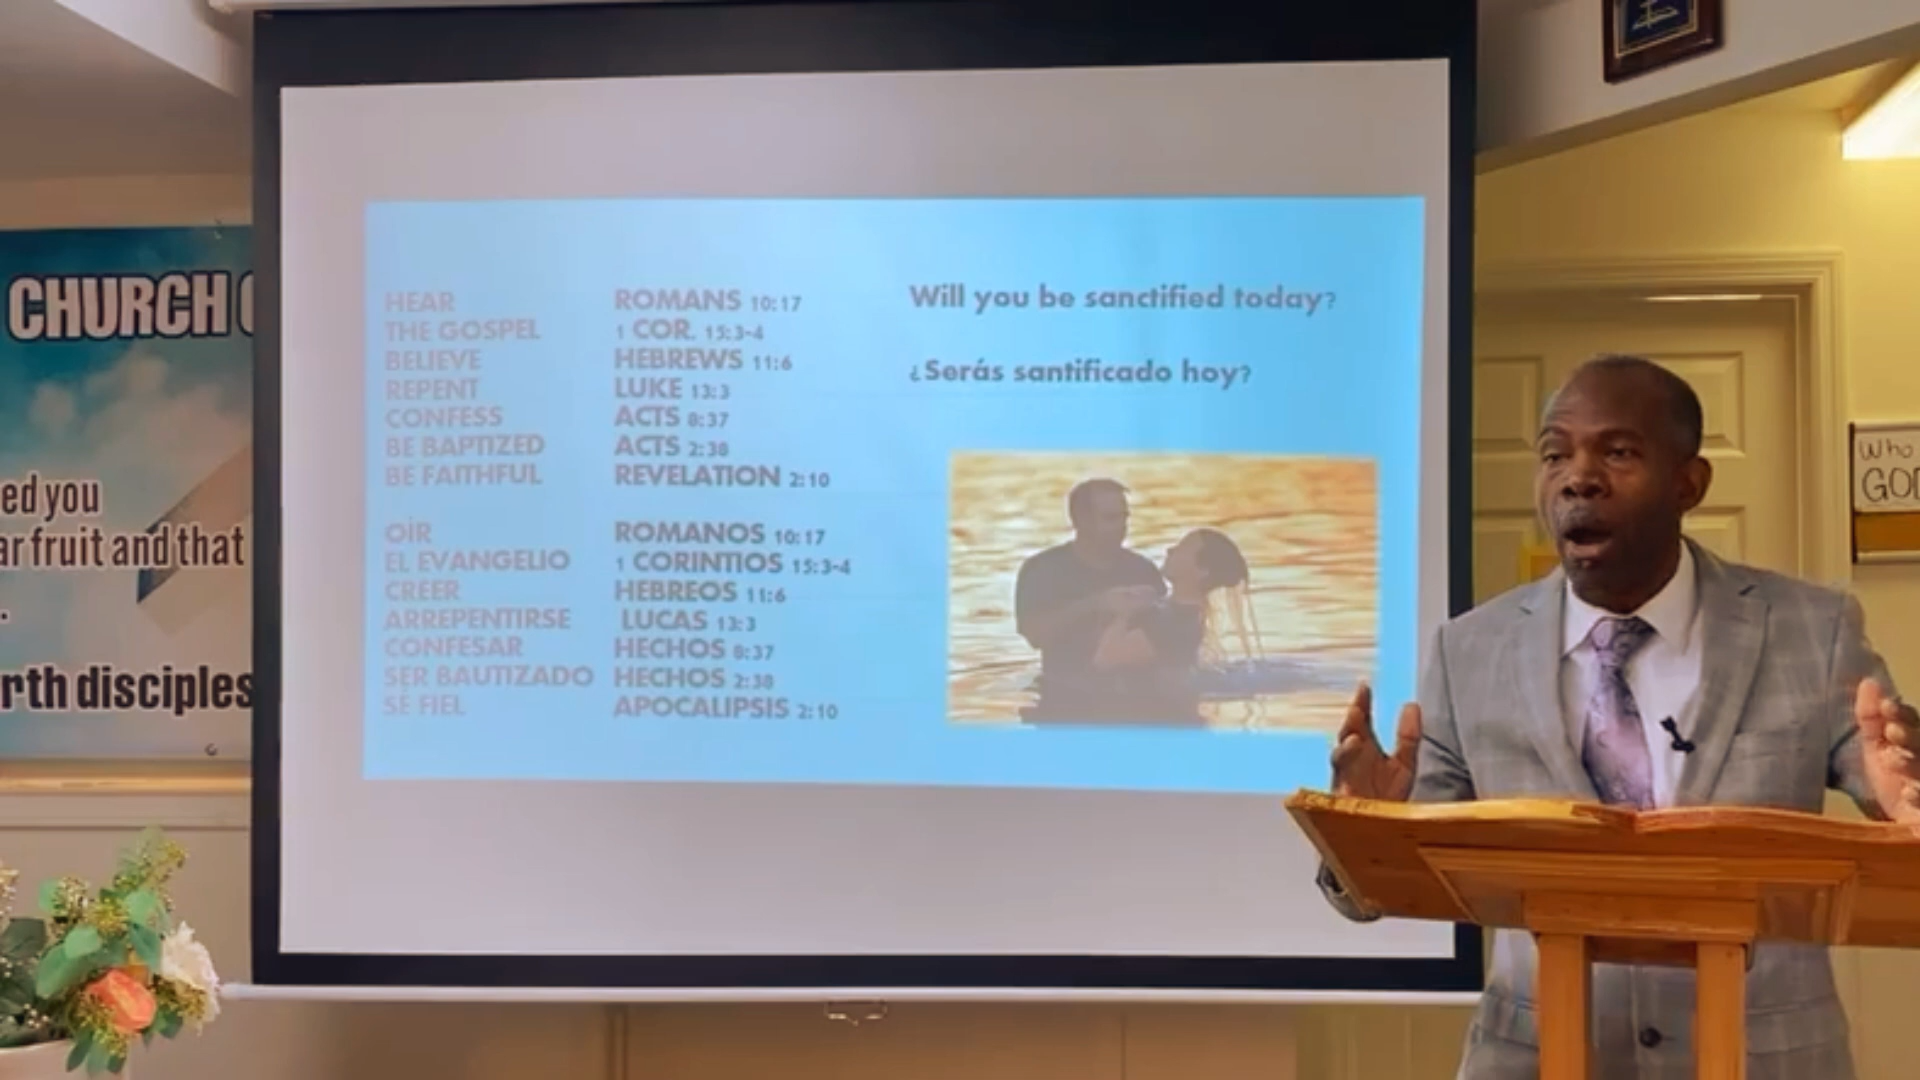 CHURCH
ed you
ar fruit and that
.
rth disciples
HEAR ROMANS 10:17
THE GOSPEL 1 COR. 15:3-4
BELIEVE HEBREWS 11:6
REPENT LUKE 13:3
CONFESS ACTS 8:37
BE BAPTIZED ACTS 2:38
BE FAITHFUL REVELATION 2:10
OÍR ROMANOS 10:17
EL EVANGELIO 1 CORINTIOS 15:3-4
CREER HEBREOS 11:6
ARREPENTIRSE LUCAS 13:3
CONFESAR HECHOS 8:37
SER BAUTIZADO HECHOS 2:38
SÉ FIEL APOCALIPSIS 2:10
Will you be sanctified today?
¿Serás santificado hoy?
Who
GOD